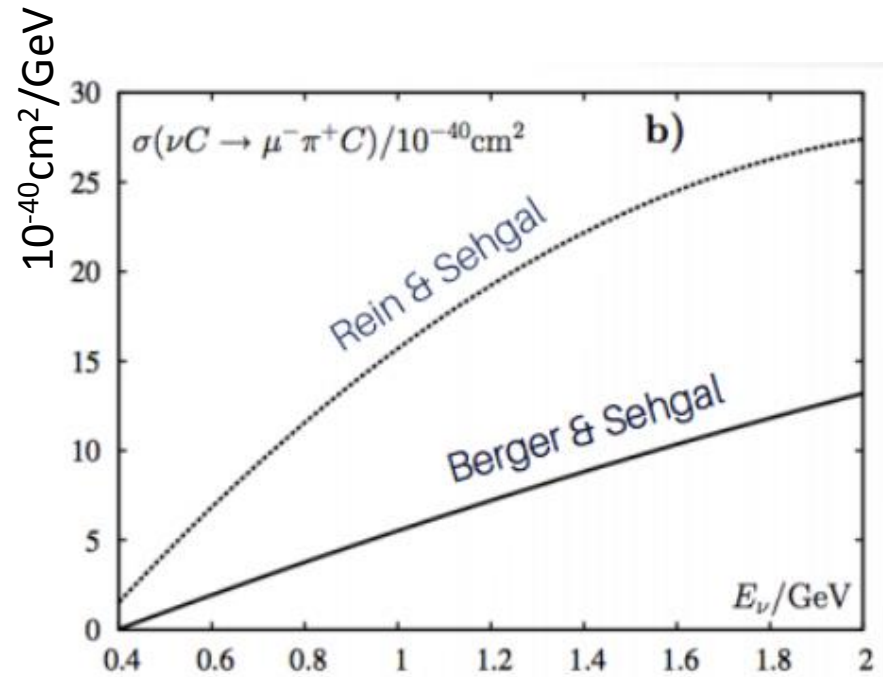 10⁻⁴⁰cm²/GeV
30
25
20
15
10
5
0
σ(νC → μ⁻π⁺C)/10⁻⁴⁰cm²
b)
Rein & Sehgal
Berger & Sehgal
Eν/GeV
0.4 0.6 0.8 1 1.2 1.4 1.6 1.8 2